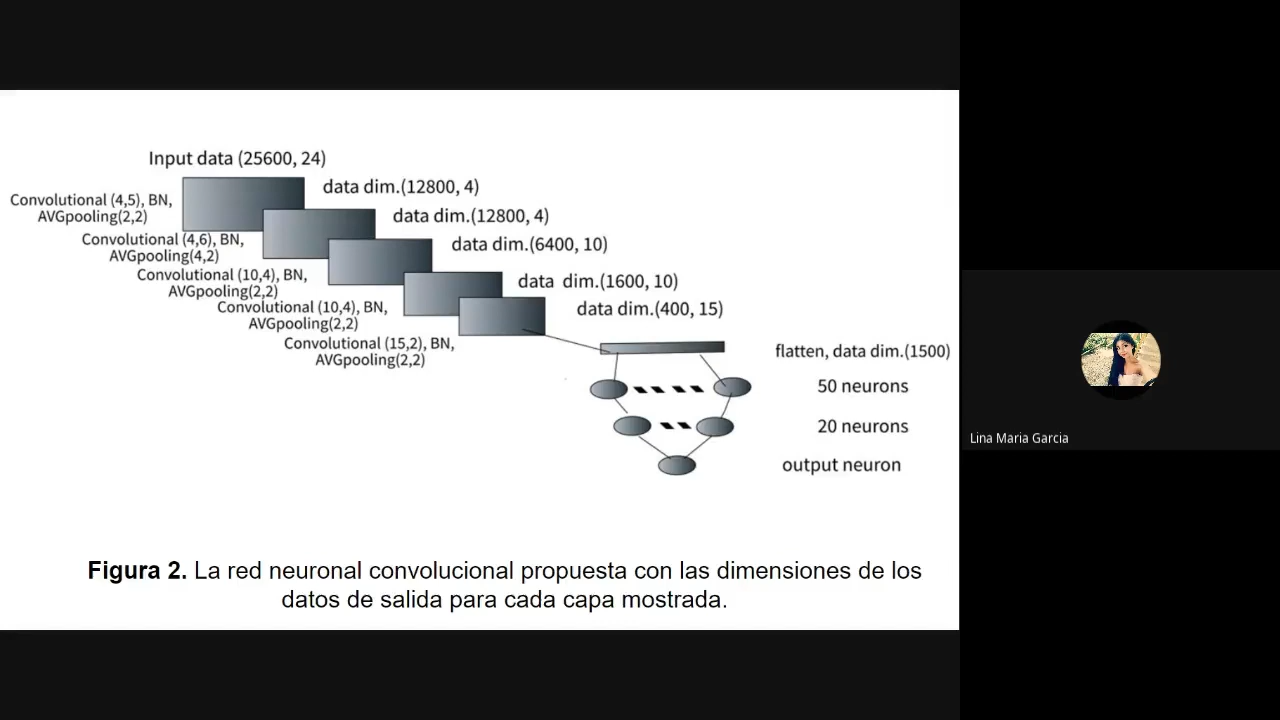 Input data (25600, 24)
Convolutional (4,5), BN,
AVGpooling(2,2)
data dim.(12800, 4)
Convolutional (4,6), BN,
AVGpooling(4,2)
data dim.(12800, 4)
Convolutional (10,4), BN,
AVGpooling(2,2)
data dim.(6400, 10)
Convolutional (10,4), BN,
AVGpooling(2,2)
data dim.(1600, 10)
Convolutional (15,2), BN,
AVGpooling(2,2)
data dim.(400, 15)
flatten, data dim.(1500)
50 neurons
20 neurons
output neuron
Figura 2. La red neuronal convolucional propuesta con las dimensiones de los
datos de salida para cada capa mostrada.
Lina Maria Garcia